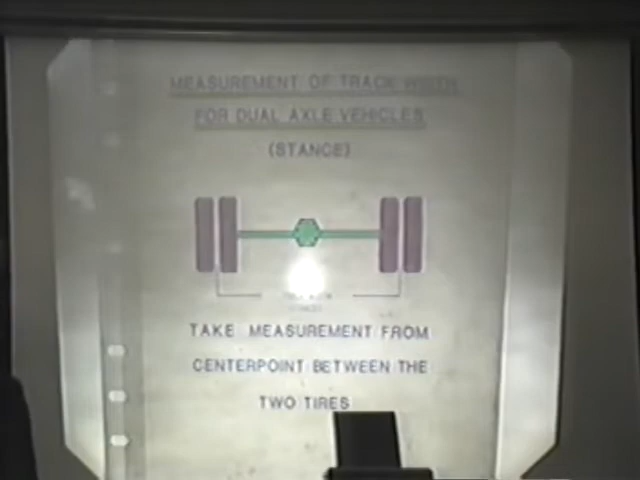 MEASUREMENT OF TRACK WIDTH
FOR DUAL AXLE VEHICLES
(STANCE)
TAKE MEASUREMENT FROM
CENTERPOINT BETWEEN THE
TWO TIRES